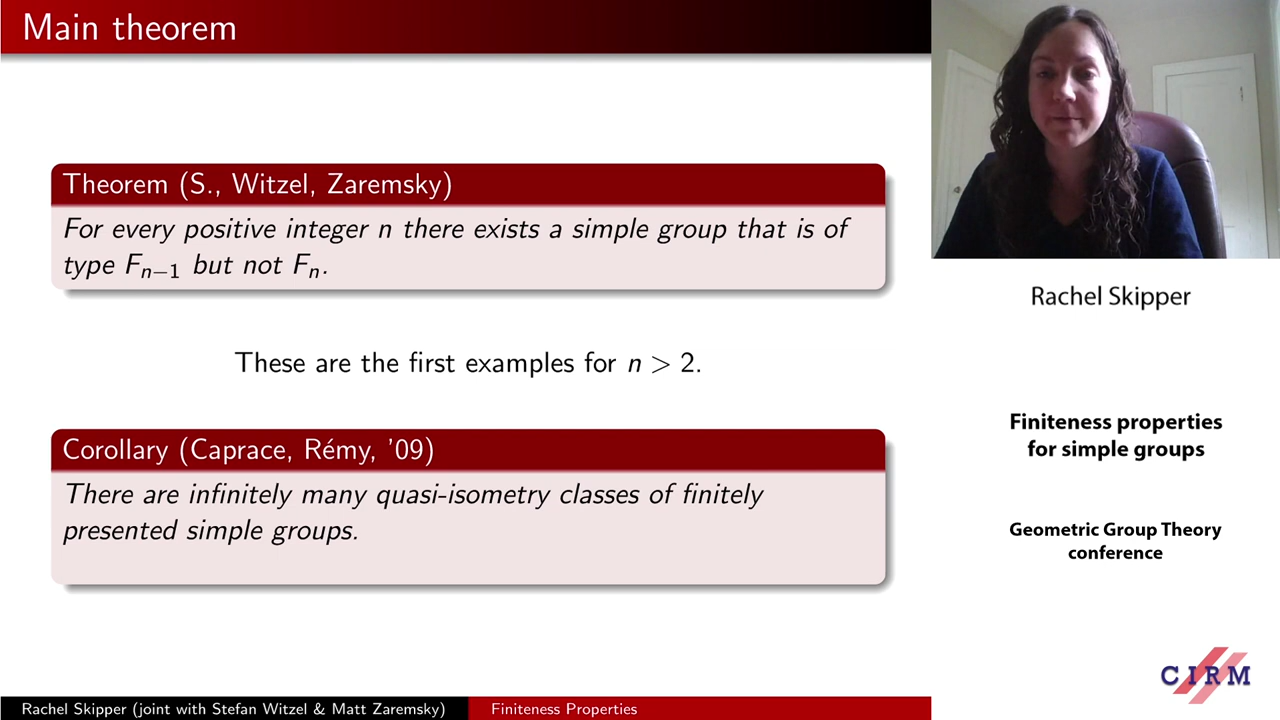 Main theorem
Theorem (S., Witzel, Zaremsky)
For every positive integer n there exists a simple group that is of
type Fₙ₋₁ but not Fₙ.
These are the first examples for n > 2.
Corollary (Caprace, Rémy, '09)
There are infinitely many quasi-isometry classes of finitely
presented simple groups.
Rachel Skipper (joint with Stefan Witzel & Matt Zaremsky)
Finiteness Properties
Rachel Skipper
Finiteness properties
for simple groups
Geometric Group Theory
conference
CIRM